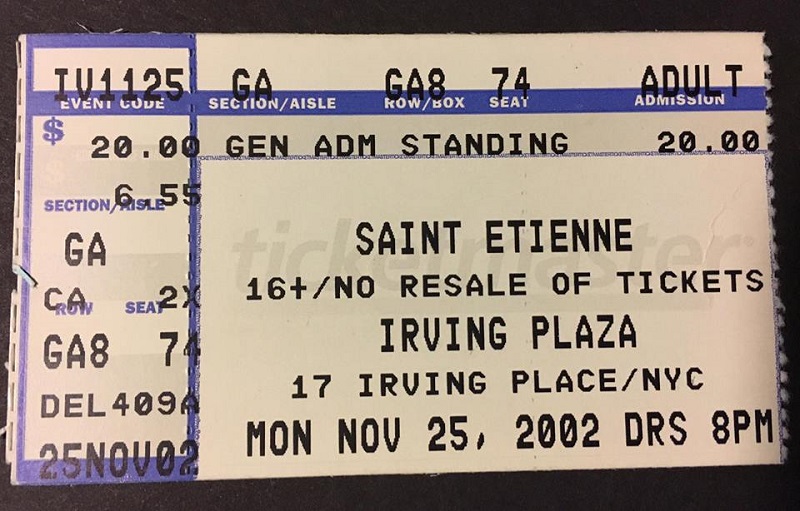 IV1125 GA GA8 74 ADULT
EVENT CODE SECTION/AISLE ROW/BOX SEAT ADMISSION
$ 20.00 GEN ADM STANDING 20.00
6.55
SECTION/AISLE
GA
CA 2X
ROW SEAT
GA8 74
DEL409A
25NOV02
ticketmaster
SAINT ETIENNE
16+/NO RESALE OF TICKETS
IRVING PLAZA
17 IRVING PLACE/NYC
MON NOV 25, 2002 DRS 8PM